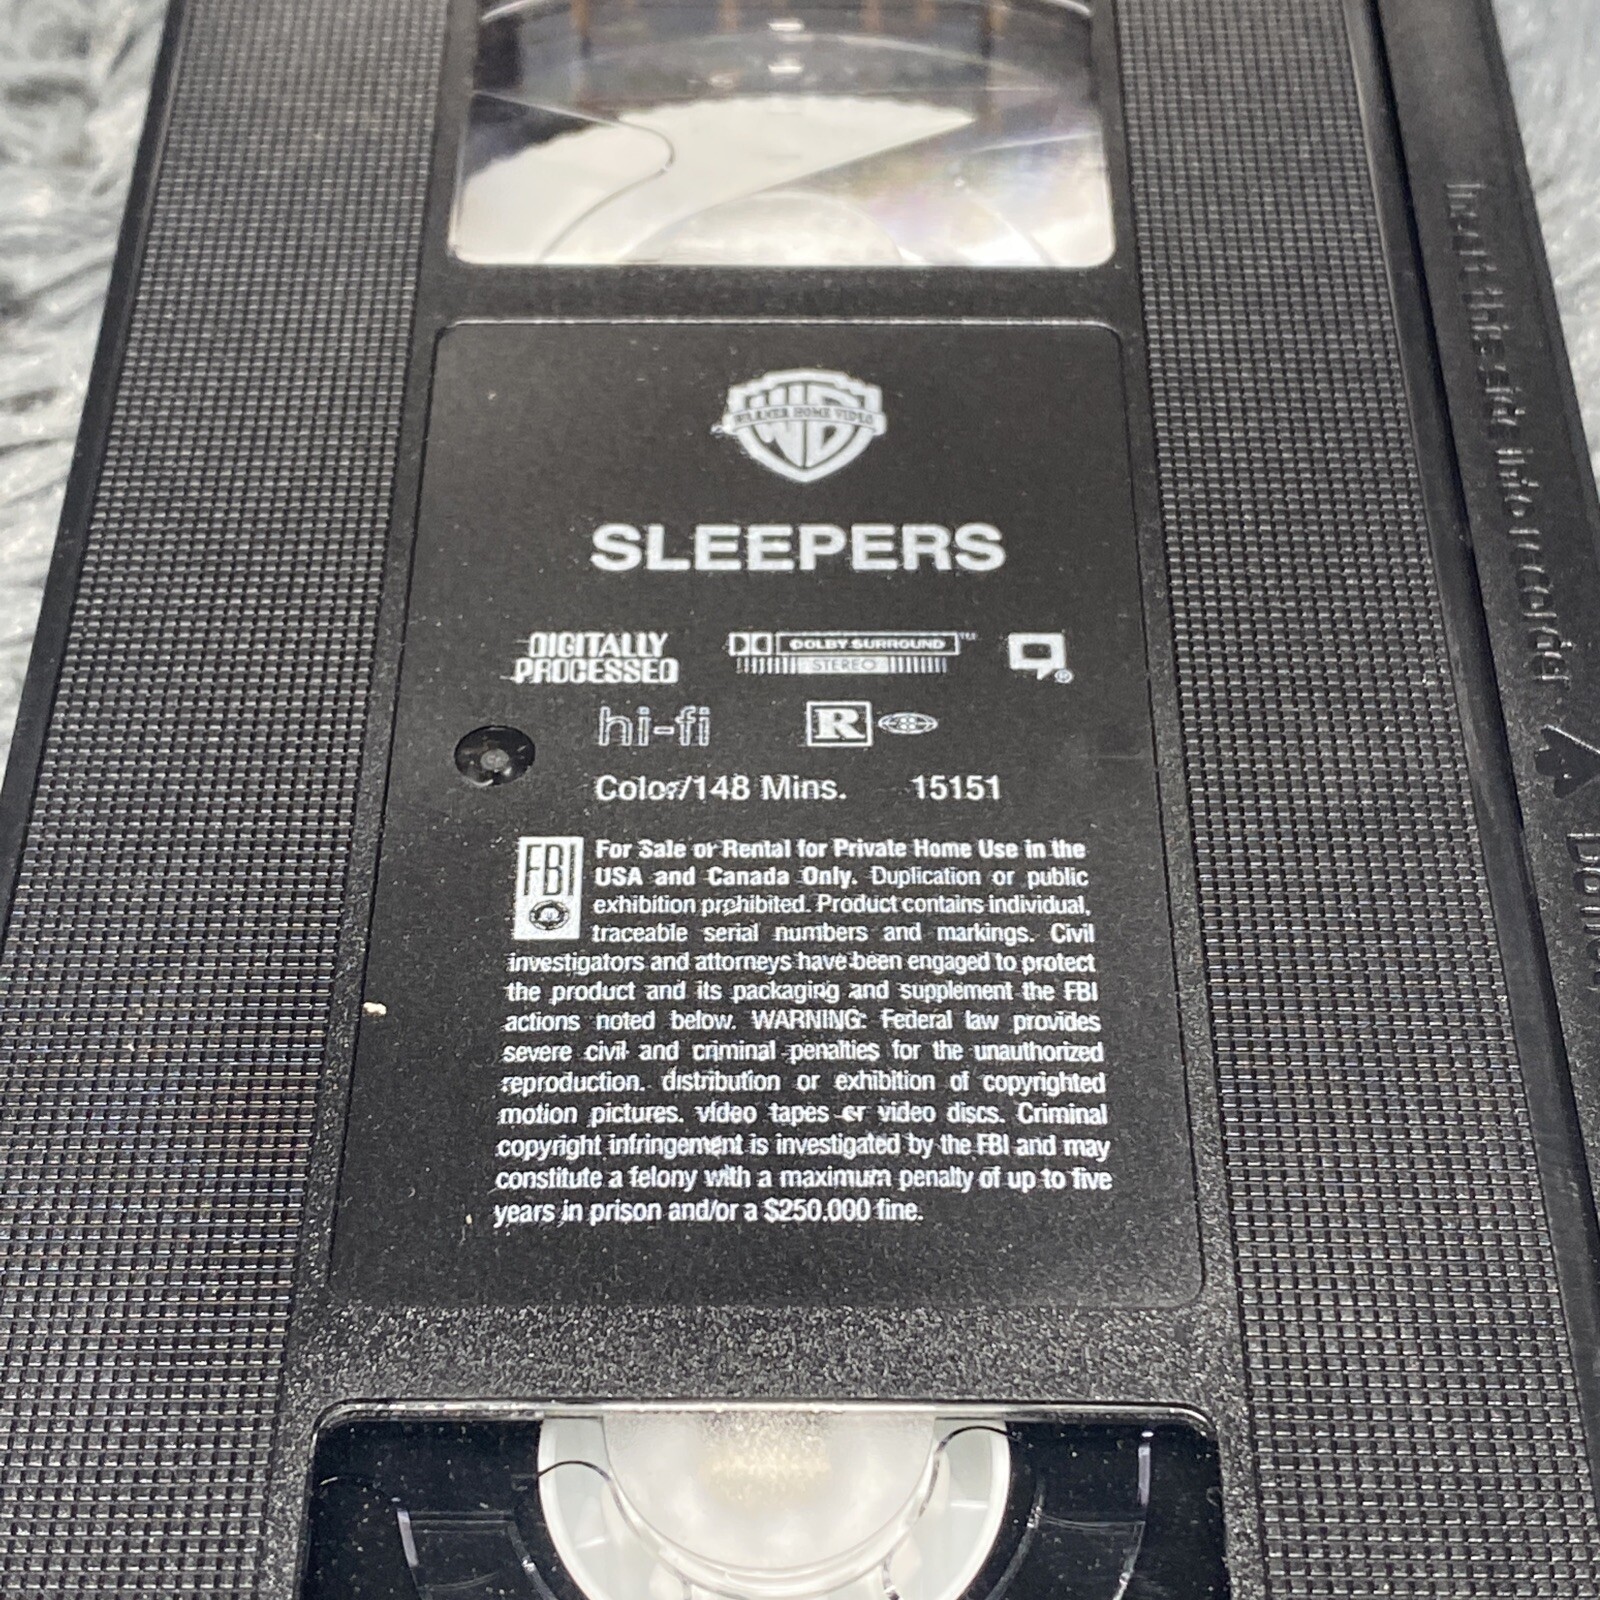 WARNER HOME VIDEO
SLEEPERS
DIGITALLY
PROCESSED
DOLBY SURROUND™
STEREO
®
hi-fi
R
Color/148 Mins. 15151
FBI
For Sale or Rental for Private Home Use in the
USA and Canada Only. Duplication or public
exhibition prohibited. Product contains individual,
traceable serial numbers and markings. Civil
investigators and attorneys have been engaged to protect
the product and its packaging and supplement the FBI
actions noted below. WARNING: Federal law provides
severe civil and criminal penalties for the unauthorized
reproduction. distribution or exhibition of copyrighted
motion pictures. video tapes or video discs. Criminal
copyright infringement is investigated by the FBI and may
constitute a felony with a maximum penalty of up to five
years in prison and/or a $250.000 fine.
Insert this side into recorder
Do not